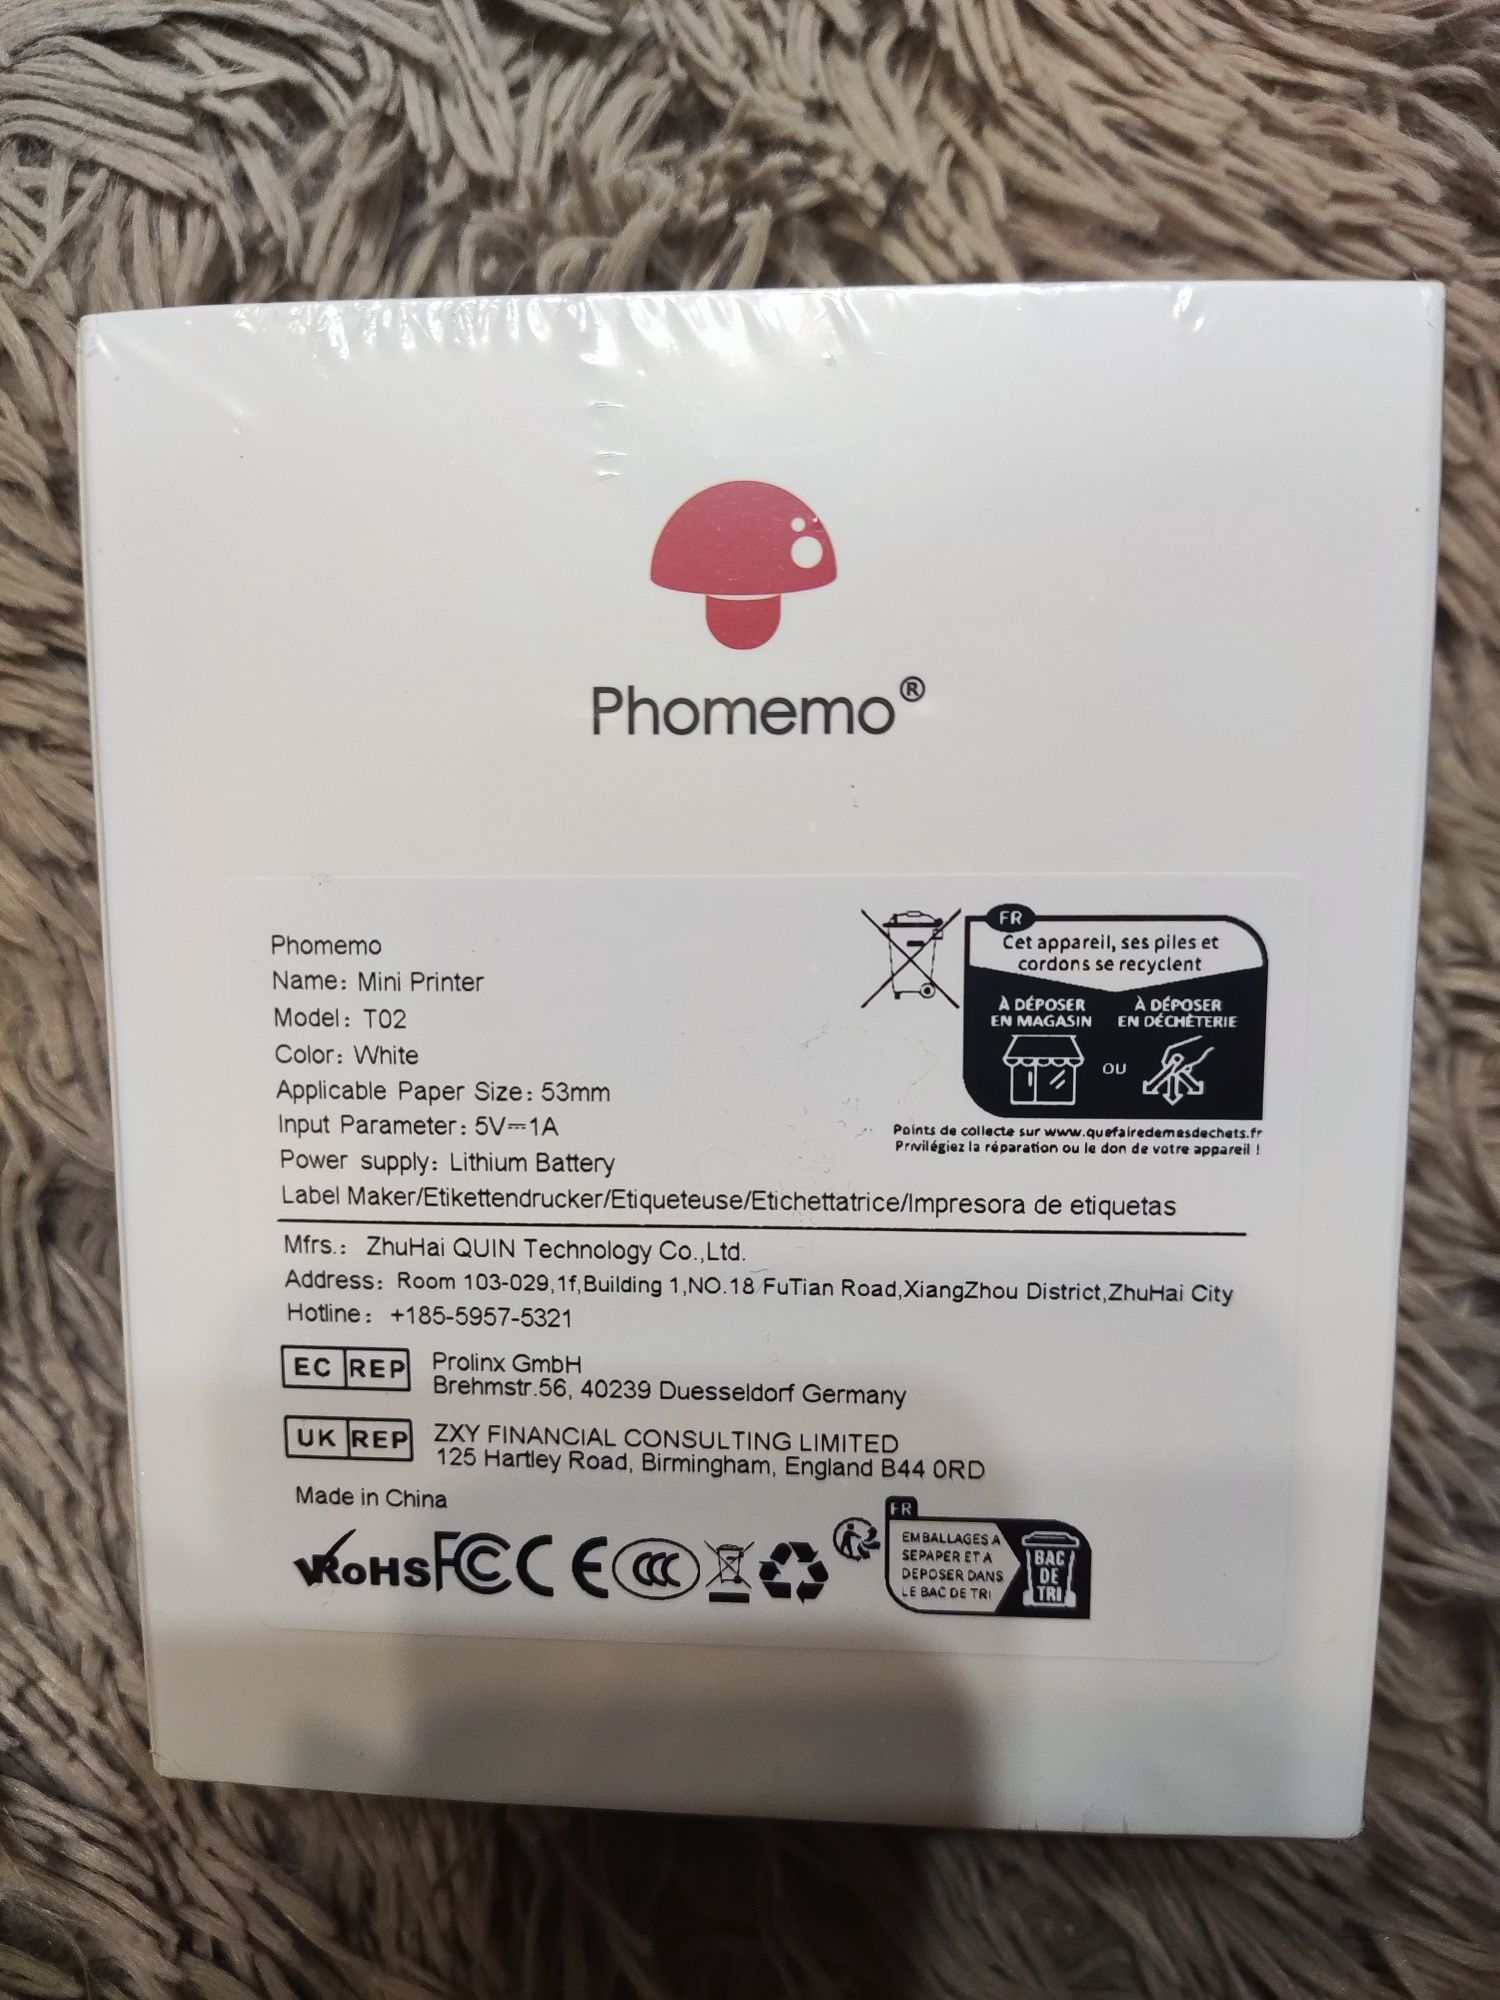 Phomemo®
Phomemo
Name: Mini Printer
Model: T02
Color: White
Applicable Paper Size: 53mm
Input Parameter: 5V⎓1A
Power supply: Lithium Battery
Label Maker/Etikettendrucker/Etiqueteuse/Etichettatrice/Impresora de etiquetas
FR
Cet appareil, ses piles et
cordons se recyclent
À DÉPOSER
EN MAGASIN
OU
À DÉPOSER
EN DÉCHÈTERIE
Points de collecte sur www.quefairedemesdechets.fr
Privilégiez la réparation ou le don de votre appareil !
Mfrs.: ZhuHai QUIN Technology Co.,Ltd.
Address: Room 103-029,1f,Building 1,NO.18 FuTian Road,XiangZhou District,ZhuHai City
Hotline: +185-5957-5321
EC REP
Prolinx GmbH
Brehmstr.56, 40239 Duesseldorf Germany
UK REP
ZXY FINANCIAL CONSULTING LIMITED
125 Hartley Road, Birmingham, England B44 0RD
Made in China
RoHS FC CE CCC
FR
EMBALLAGES A
SEPAPER ET A
DEPOSER DANS
LE BAC DE TRI
BAC
DE
TRI